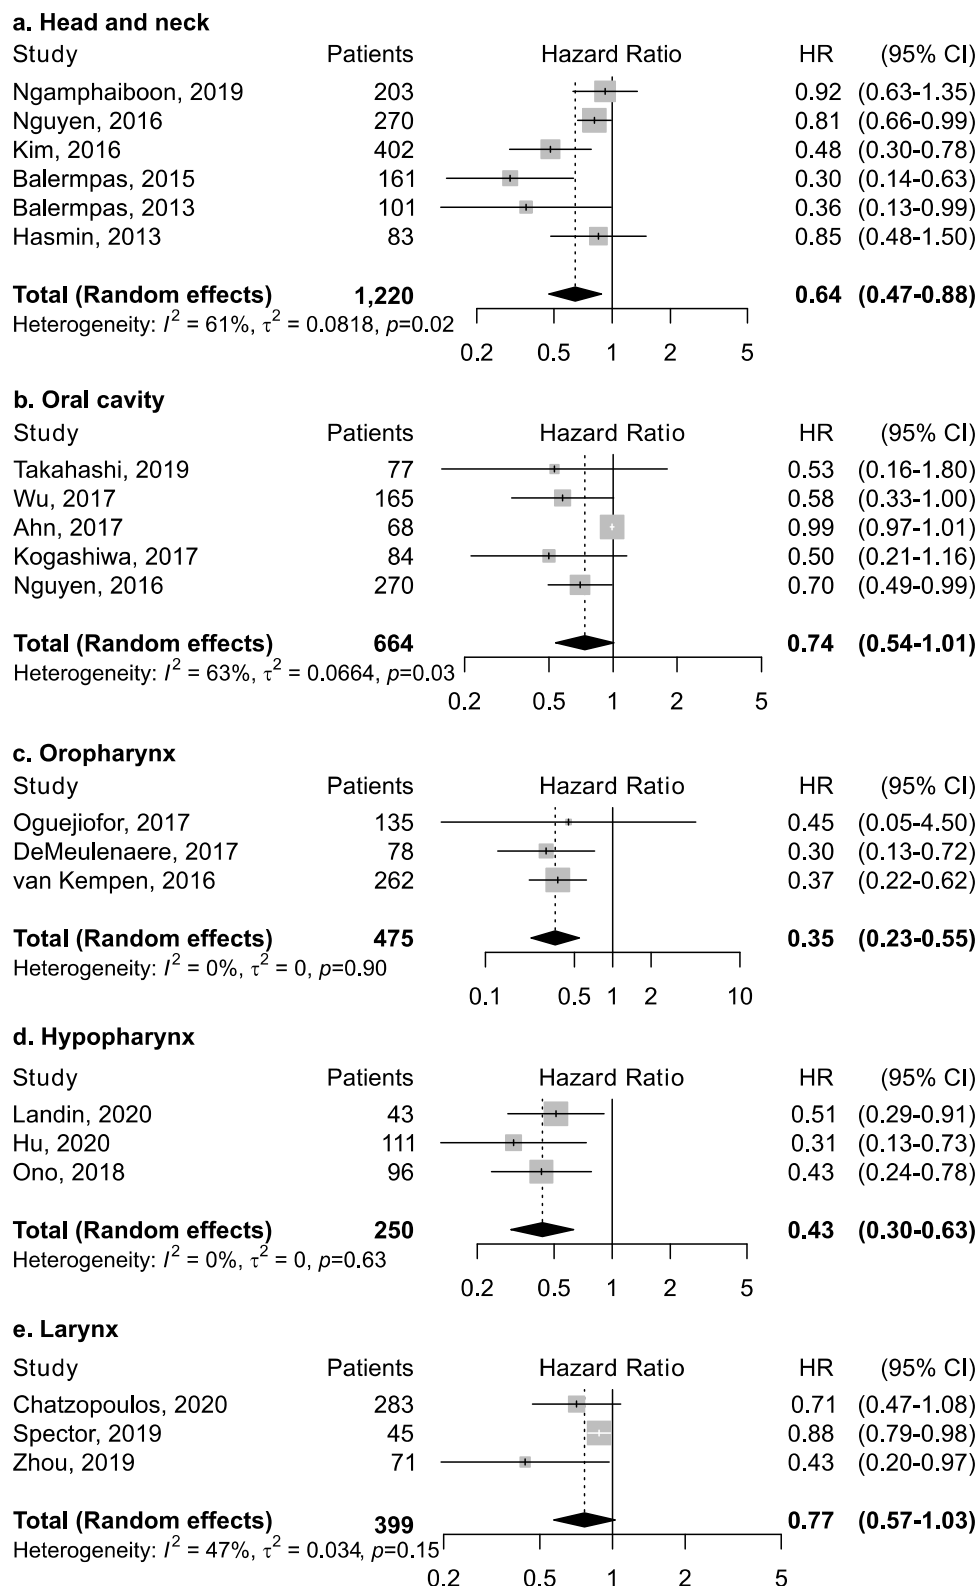 a. Head and neck
Study Patients Hazard Ratio HR (95% CI)
Ngamphaiboon, 2019 203 0.92 (0.63-1.35)
Nguyen, 2016 270 0.81 (0.66-0.99)
Kim, 2016 402 0.48 (0.30-0.78)
Balermpas, 2015 161 0.30 (0.14-0.63)
Balermpas, 2013 101 0.36 (0.13-0.99)
Hasmin, 2013 83 0.85 (0.48-1.50)
Total (Random effects) 1,220 0.64 (0.47-0.88)
Heterogeneity: I² = 61%, τ² = 0.0818, p=0.02
0.2 0.5 1 2 5
b. Oral cavity
Study Patients Hazard Ratio HR (95% CI)
Takahashi, 2019 77 0.53 (0.16-1.80)
Wu, 2017 165 0.58 (0.33-1.00)
Ahn, 2017 68 0.99 (0.97-1.01)
Kogashiwa, 2017 84 0.50 (0.21-1.16)
Nguyen, 2016 270 0.70 (0.49-0.99)
Total (Random effects) 664 0.74 (0.54-1.01)
Heterogeneity: I² = 63%, τ² = 0.0664, p=0.03
0.2 0.5 1 2 5
c. Oropharynx
Study Patients Hazard Ratio HR (95% CI)
Oguejiofor, 2017 135 0.45 (0.05-4.50)
DeMeulenaere, 2017 78 0.30 (0.13-0.72)
van Kempen, 2016 262 0.37 (0.22-0.62)
Total (Random effects) 475 0.35 (0.23-0.55)
Heterogeneity: I² = 0%, τ² = 0, p=0.90
0.1 0.5 1 2 10
d. Hypopharynx
Study Patients Hazard Ratio HR (95% CI)
Landin, 2020 43 0.51 (0.29-0.91)
Hu, 2020 111 0.31 (0.13-0.73)
Ono, 2018 96 0.43 (0.24-0.78)
Total (Random effects) 250 0.43 (0.30-0.63)
Heterogeneity: I² = 0%, τ² = 0, p=0.63
0.2 0.5 1 2 5
e. Larynx
Study Patients Hazard Ratio HR (95% CI)
Chatzopoulos, 2020 283 0.71 (0.47-1.08)
Spector, 2019 45 0.88 (0.79-0.98)
Zhou, 2019 71 0.43 (0.20-0.97)
Total (Random effects) 399 0.77 (0.57-1.03)
Heterogeneity: I² = 47%, τ² = 0.034, p=0.15
0.2 0.5 1 2 5